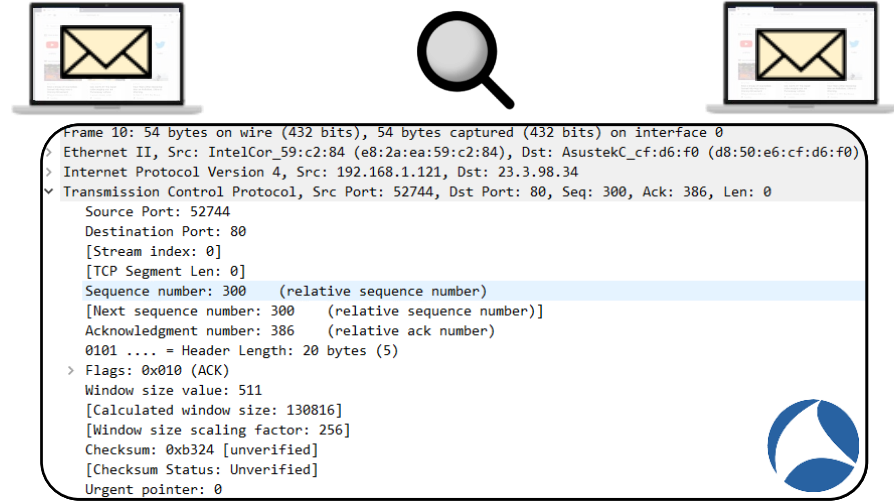 Frame 10: 54 bytes on wire (432 bits), 54 bytes captured (432 bits) on interface 0
> Ethernet II, Src: IntelCor_59:c2:84 (e8:2a:ea:59:c2:84), Dst: AsustekC_cf:d6:f0 (d8:50:e6:cf:d6:f0)
> Internet Protocol Version 4, Src: 192.168.1.121, Dst: 23.3.98.34
Transmission Control Protocol, Src Port: 52744, Dst Port: 80, Seq: 300, Ack: 386, Len: 0
Source Port: 52744
Destination Port: 80
[Stream index: 0]
[TCP Segment Len: 0]
Sequence number: 300    (relative sequence number)
[Next sequence number: 300    (relative sequence number)]
Acknowledgment number: 386    (relative ack number)
0101 .... = Header Length: 20 bytes (5)
> Flags: 0x010 (ACK)
Window size value: 511
[Calculated window size: 130816]
[Window size scaling factor: 256]
Checksum: 0xb324 [unverified]
[Checksum Status: Unverified]
Urgent pointer: 0